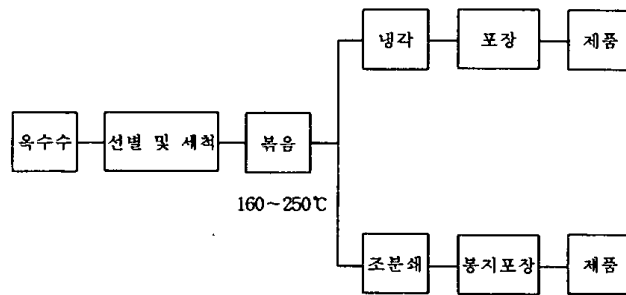 냉각 포장 제품
옥수수 선별 및 세척 볶음
160~250℃
조분쇄 봉지포장 제품